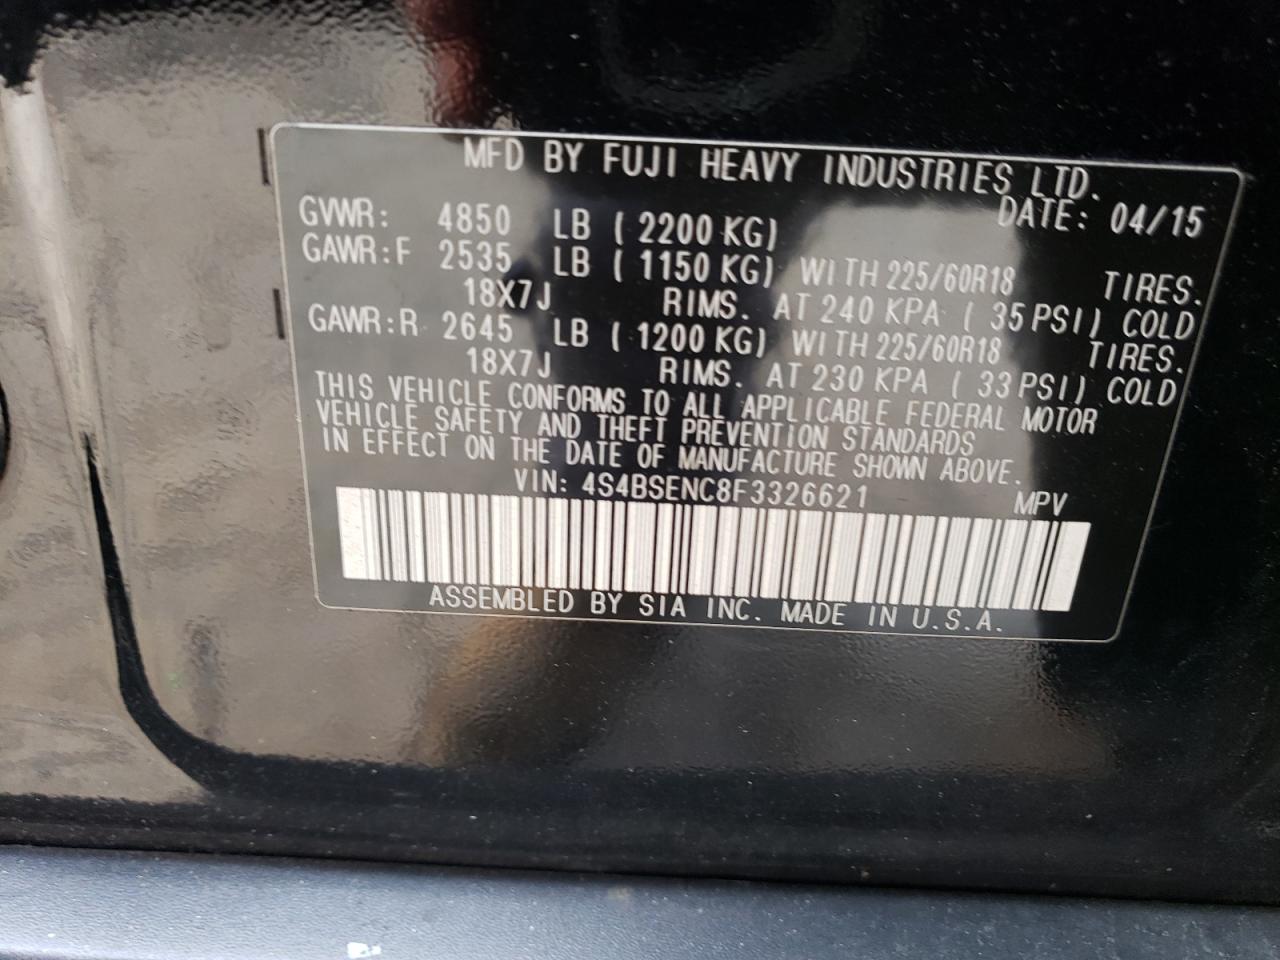 MFD BY FUJI HEAVY INDUSTRIES LTD.
DATE: 04/15
GVWR: 4850 LB ( 2200 KG)
GAWR:F 2535 LB ( 1150 KG) WITH 225/60R18 TIRES.
18X7J RIMS. AT 240 KPA ( 35 PSI) COLD
GAWR:R 2645 LB ( 1200 KG) WITH 225/60R18 TIRES.
18X7J RIMS. AT 230 KPA ( 33 PSI) COLD
THIS VEHICLE CONFORMS TO ALL APPLICABLE FEDERAL MOTOR
VEHICLE SAFETY AND THEFT PREVENTION STANDARDS
IN EFFECT ON THE DATE OF MANUFACTURE SHOWN ABOVE.
VIN: 4S4BSENC8F3326621 MPV
ASSEMBLED BY SIA INC. MADE IN U.S.A.